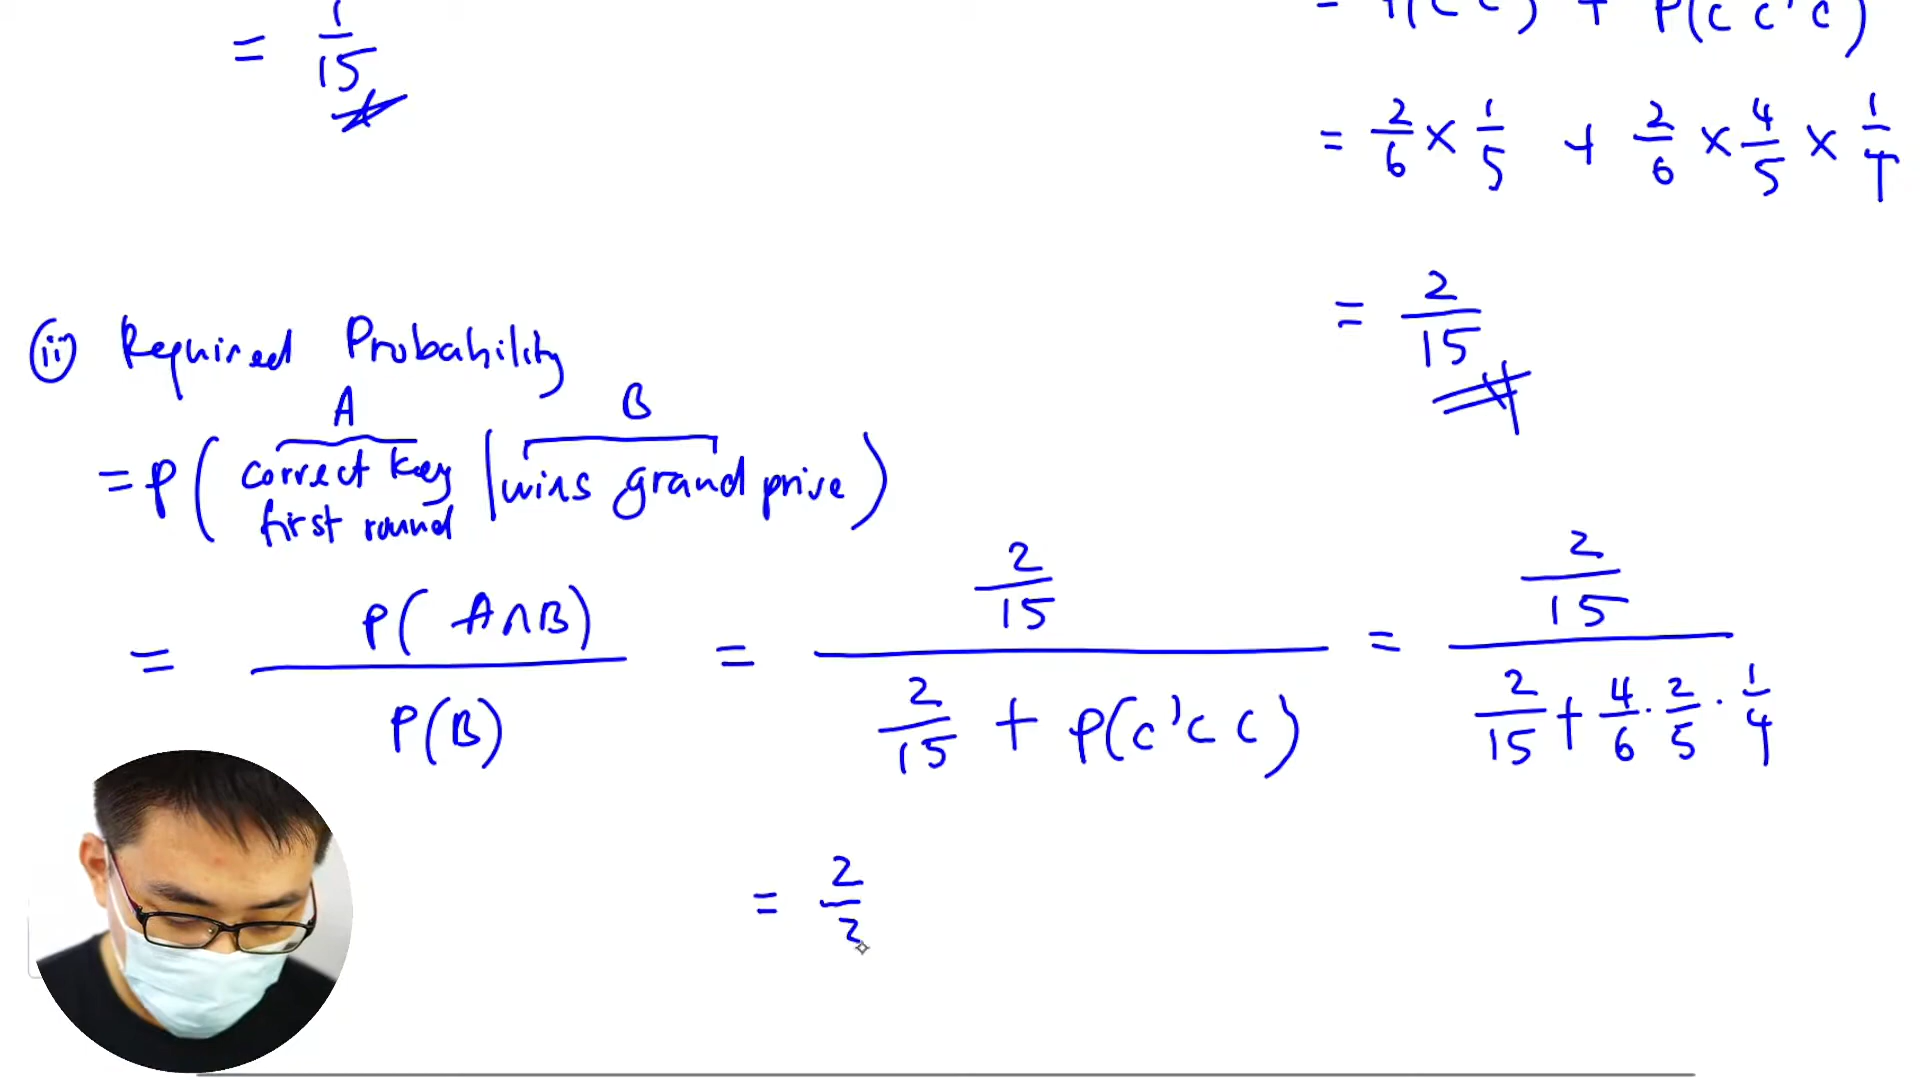 = 1/15
= P(C C) + P(C C' C)
= 2/6 × 1/5 + 2/6 × 4/5 × 1/4
= 2/15
(ii) Required Probability
A B
= P( correct key | wins grand prize )
first round
= P(A∩B) / P(B) = 2/15 / (2/15 + P(C'C C)) = 2/15 / (2/15 + 4/6 · 2/5 · 1/4)
= 2/3